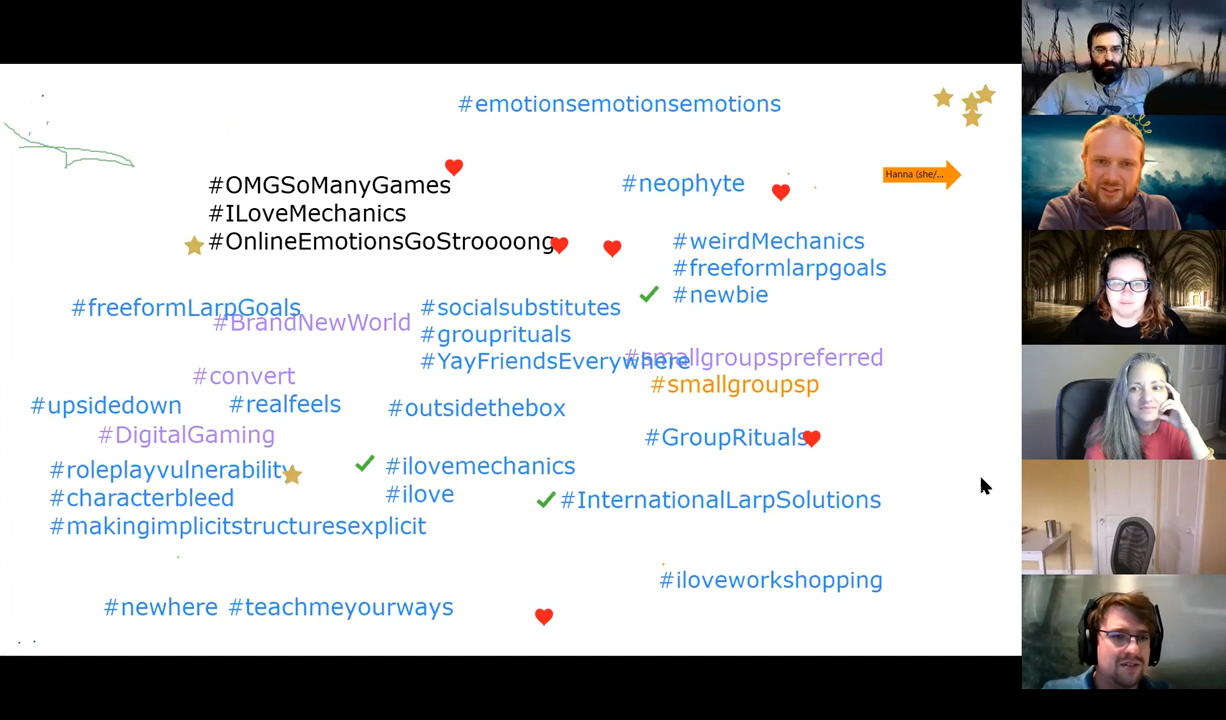 #emotionsemotionsemotions
Hanna (she/...
#OMGSoManyGames
#ILoveMechanics
#OnlineEmotionsGoStroooong
#neophyte
#weirdMechanics
#freeformlarpgoals
#newbie
#freeformLarpGoals
#BrandNewWorld
#socialsubstitutes
#grouprituals
#YayFriendsEverywhere
#smallgroupspreferred
#smallgroupsp
#convert
#upsidedown
#realfeels
#outsidethebox
#DigitalGaming
#GroupRituals
#roleplayvulnerability
#characterbleed
#makingimplicitstructuresexplicit
#ilovemechanics
#ilove
#InternationalLarpSolutions
#iloveworkshopping
#newhere #teachmeyourways